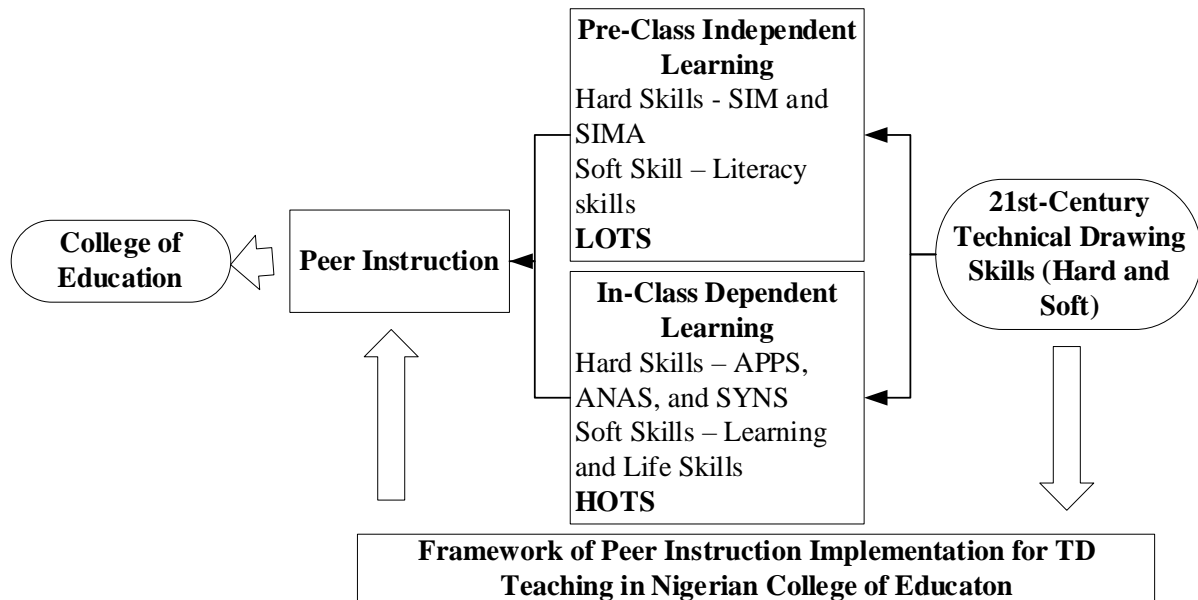 Pre-Class Independent
Learning
Hard Skills - SIM and
SIMA
Soft Skill – Literacy
skills
LOTS
College of
Education
Peer Instruction
21st-Century
Technical Drawing
Skills (Hard and
Soft)
In-Class Dependent
Learning
Hard Skills – APPS,
ANAS, and SYNS
Soft Skills – Learning
and Life Skills
HOTS
Framework of Peer Instruction Implementation for TD
Teaching in Nigerian College of Educaton